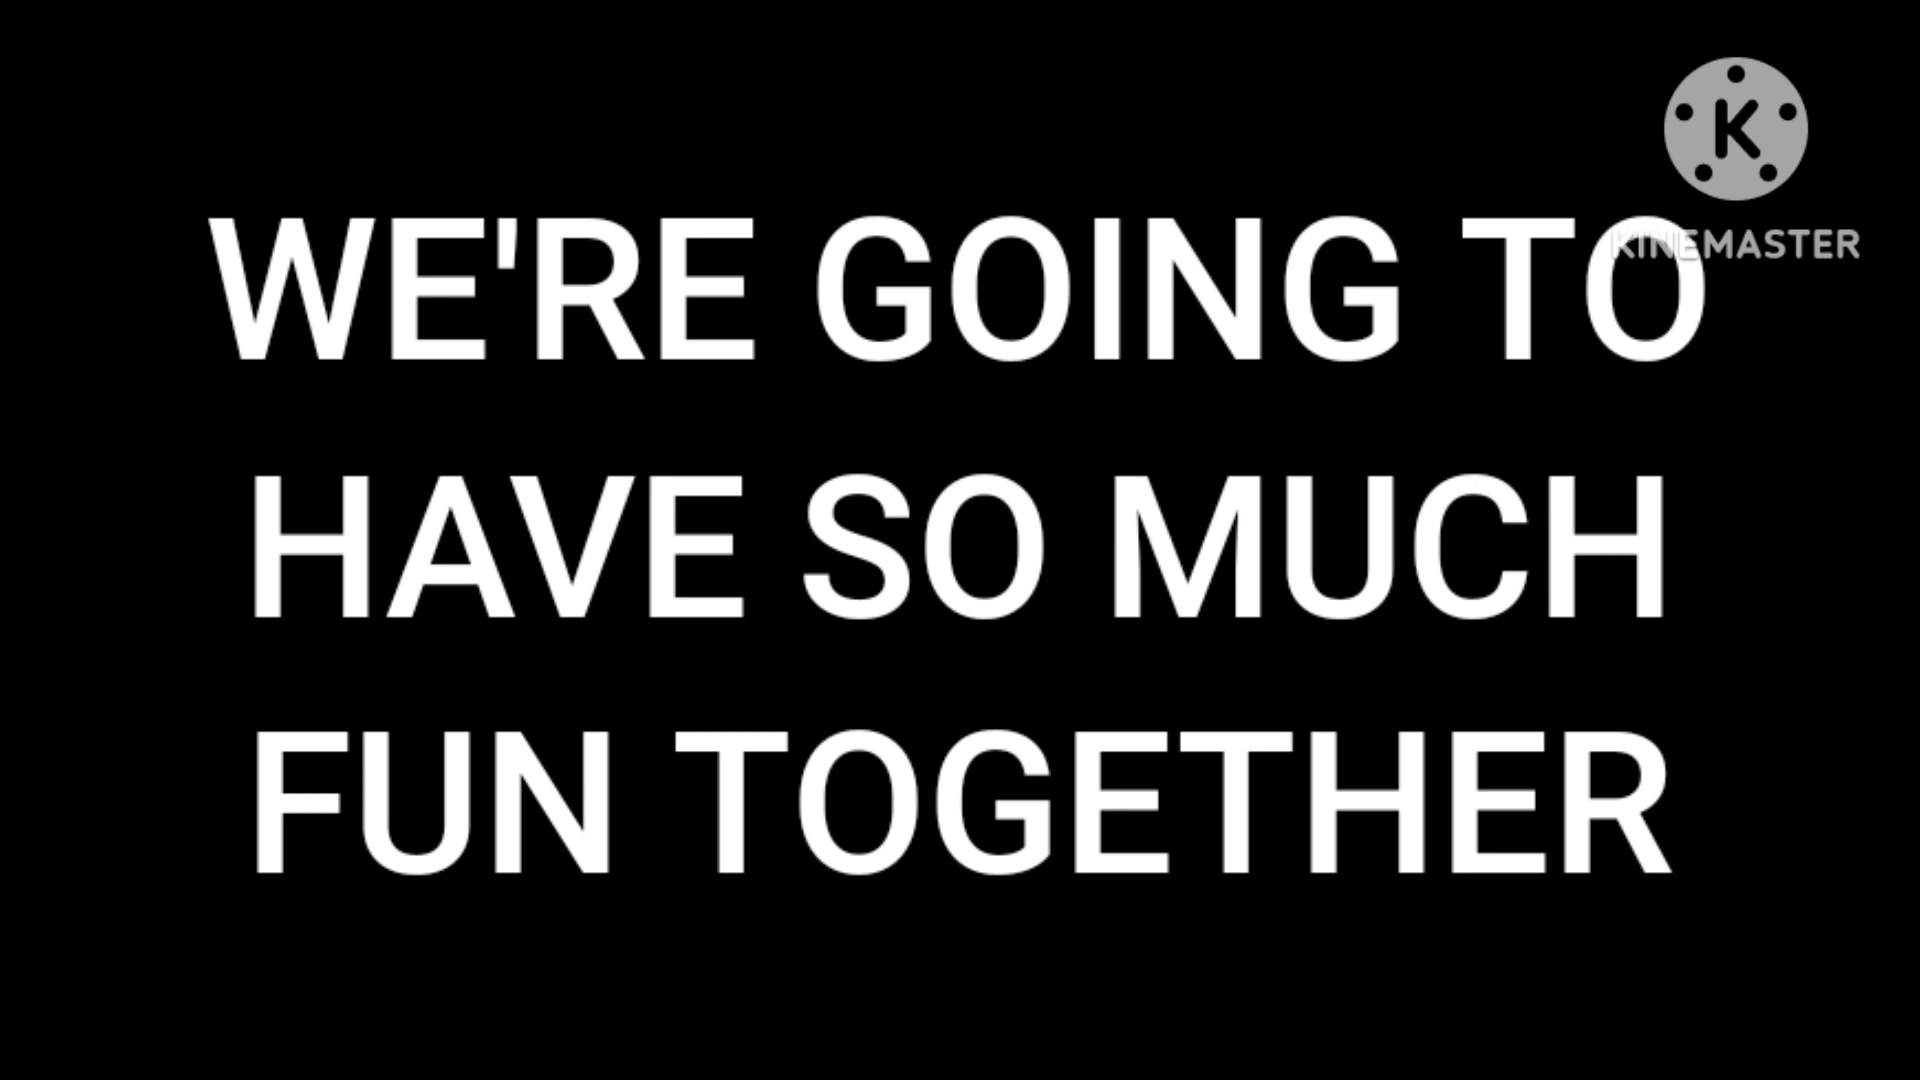 K
KINEMASTER
WE'RE GOING TO
HAVE SO MUCH
FUN TOGETHER